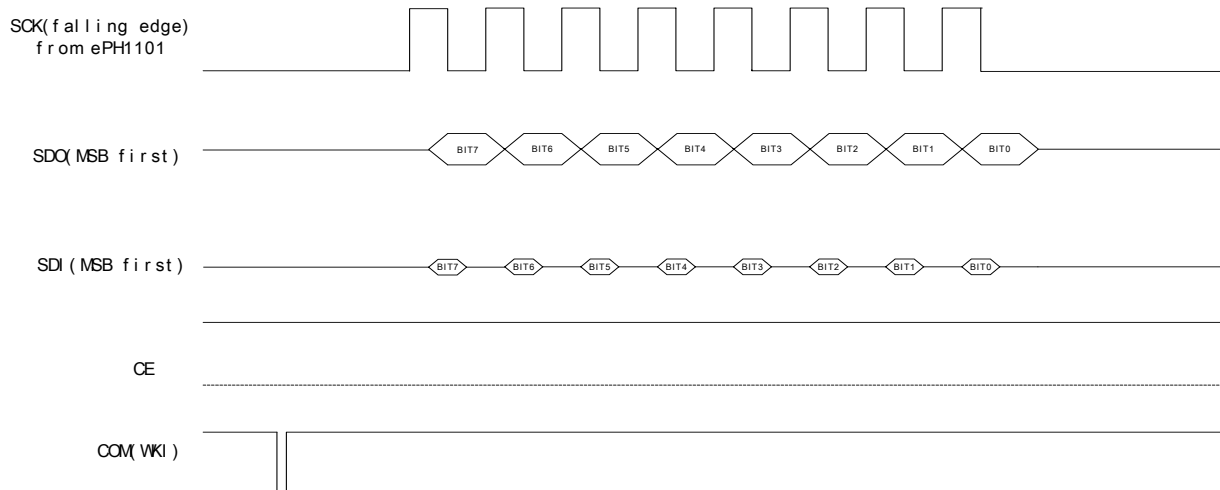 SCK(falling edge)
from ePH1101
SDO(MSB first)
BIT7 BIT6 BIT5 BIT4 BIT3 BIT2 BIT1 BIT0
SDI(MSB first)
BIT7 BIT6 BIT5 BIT4 BIT3 BIT2 BIT1 BIT0
CE
COM(WKI)